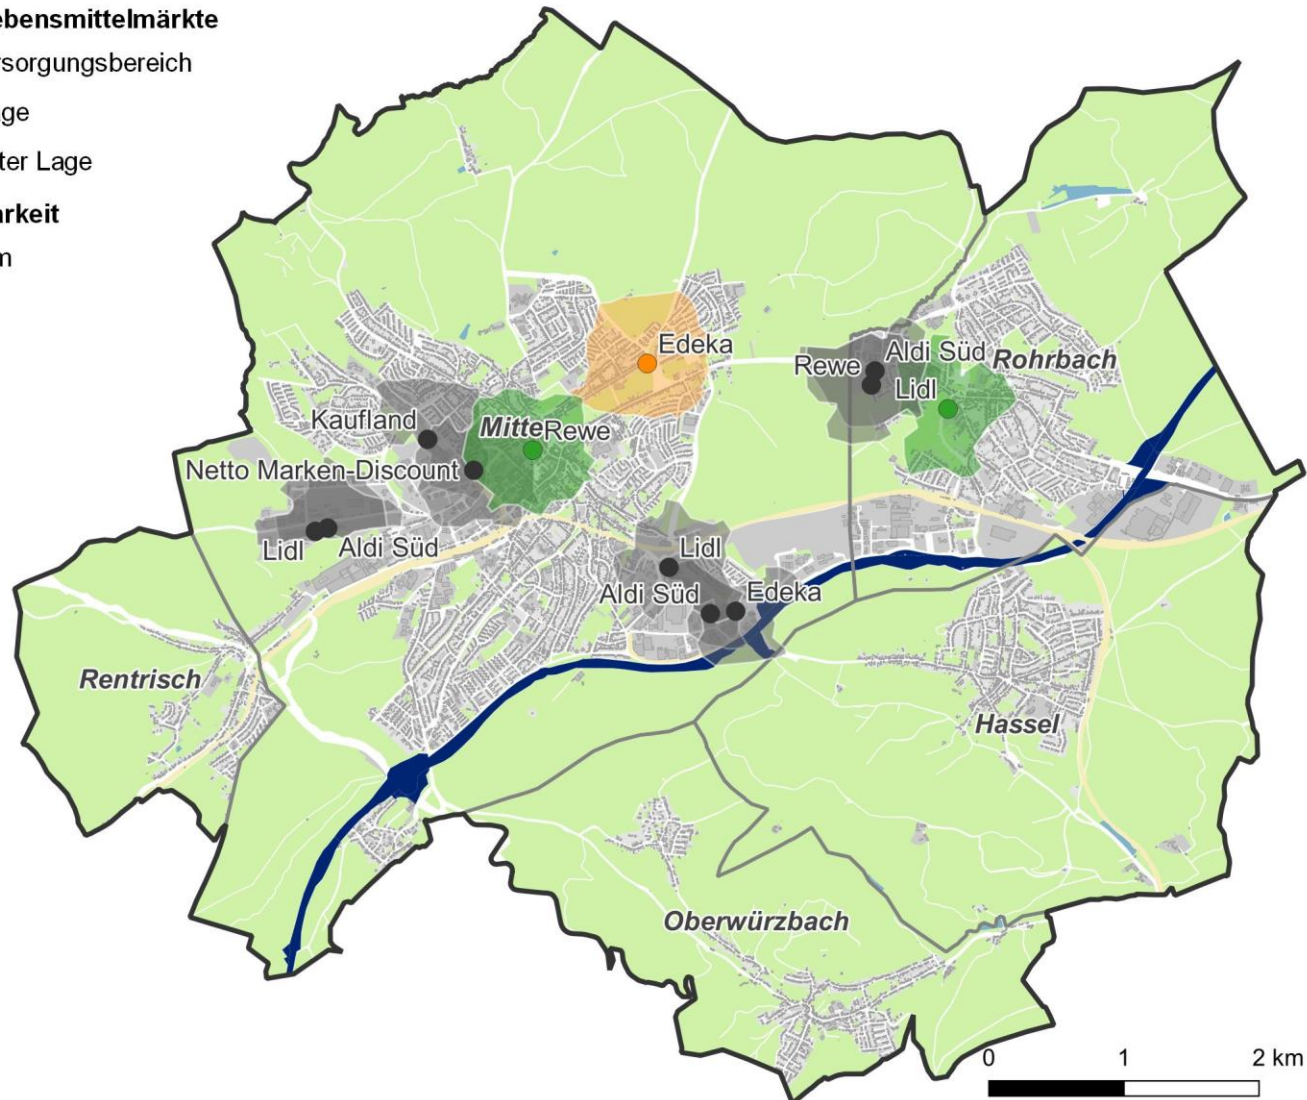 ebensmittelmärkte
rsorgungsbereich
ge
ter Lage
rkeit
m
Edeka
Rewe
Aldi Süd
Rohrbach
Lidl
Kaufland
Mitte Rewe
Netto Marken-Discount
Lidl
Aldi Süd
Lidl
Aldi Süd
Edeka
Rentrisch
Hassel
Oberwürzbach
0 1 2 km